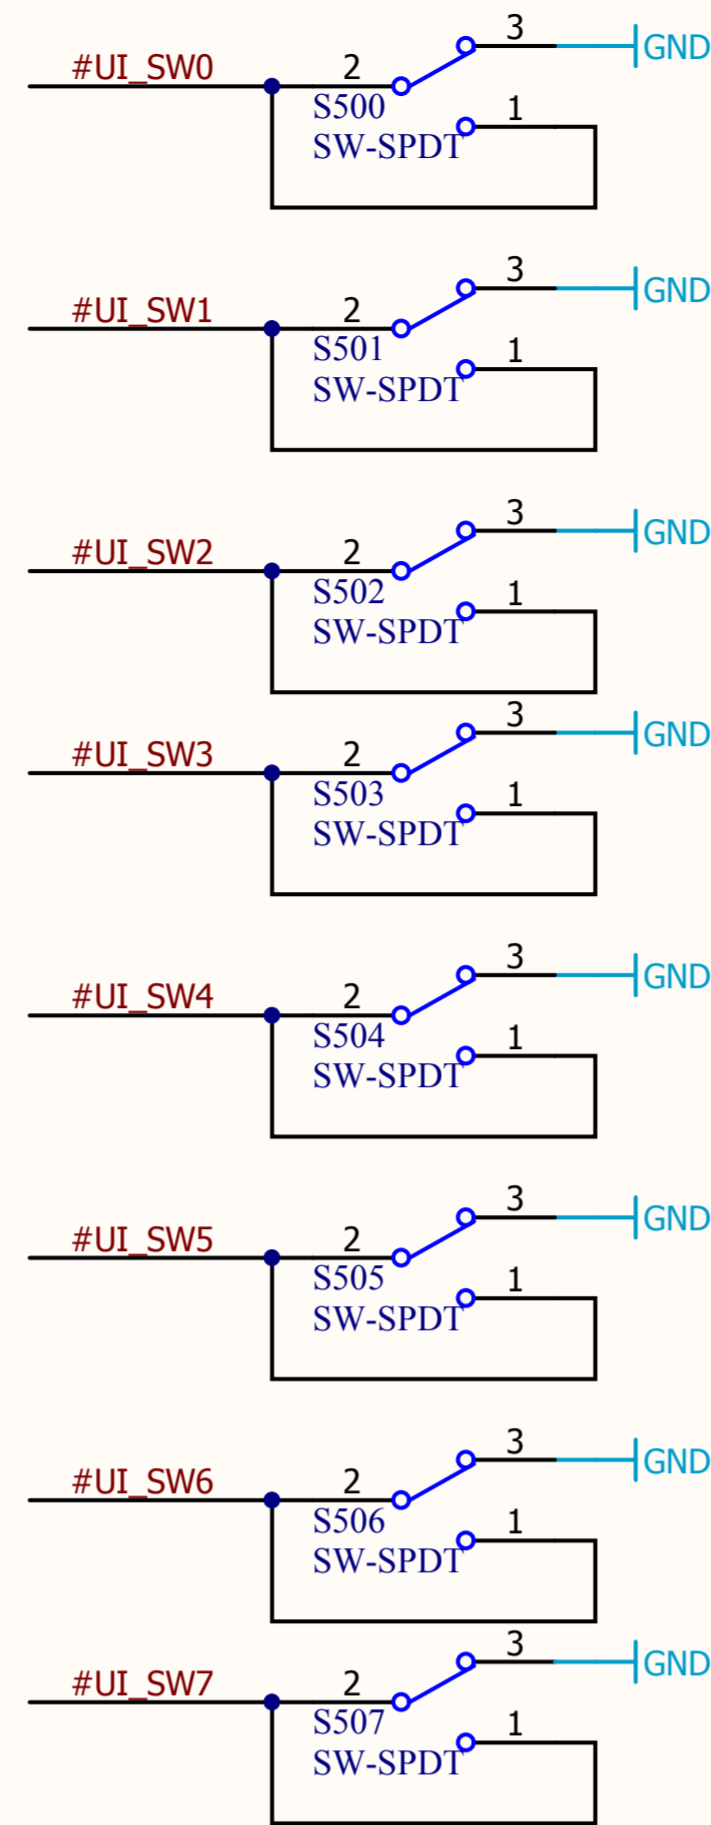 3
GND
#UI_SW0
2
S500
1
SW-SPDT
3
GND
#UI_SW1
2
S501
1
SW-SPDT
3
GND
#UI_SW2
2
S502
1
SW-SPDT
3
GND
#UI_SW3
2
S503
1
SW-SPDT
3
GND
#UI_SW4
2
S504
1
SW-SPDT
3
GND
#UI_SW5
2
S505
1
SW-SPDT
3
GND
#UI_SW6
2
S506
1
SW-SPDT
3
GND
#UI_SW7
2
S507
1
SW-SPDT